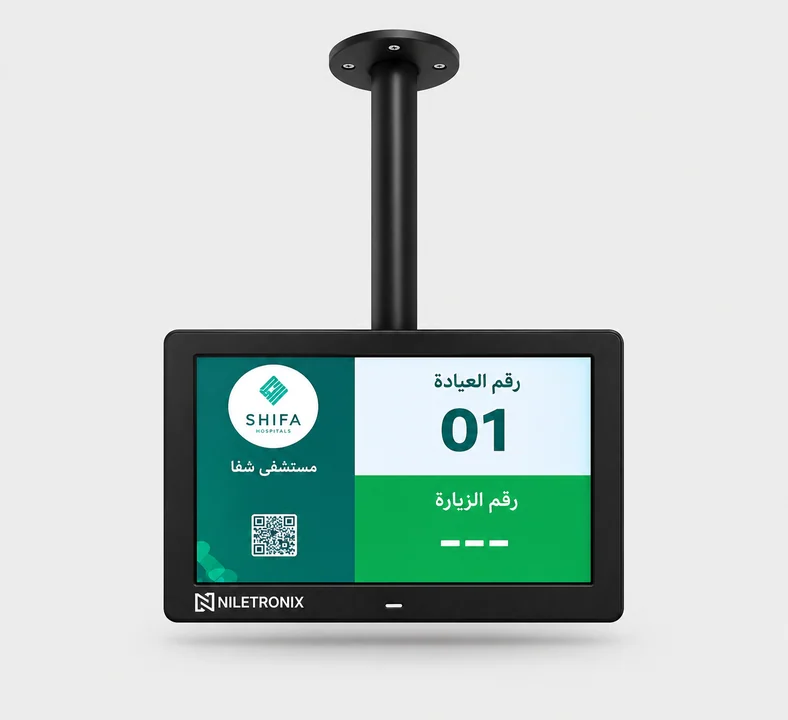 SHIFA
HOSPITALS
مستشفى شفا
رقم العيادة
01
رقم الزيارة
---
NILETRONIX